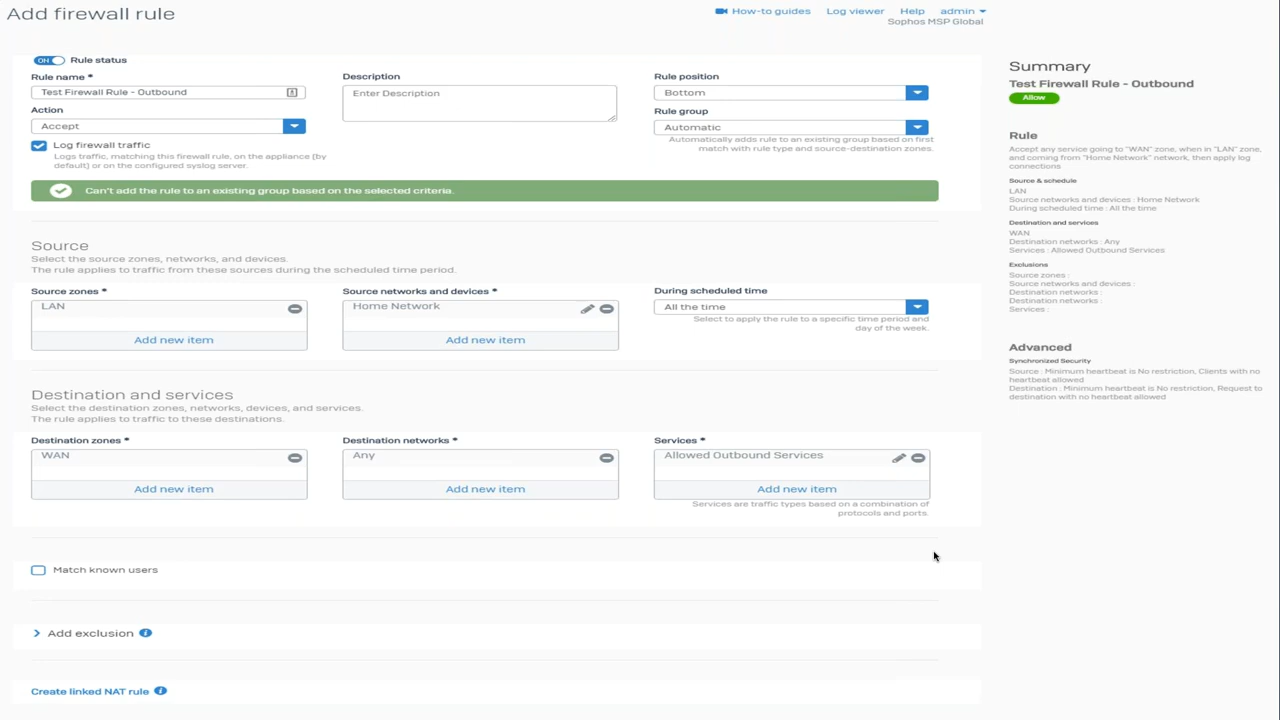 Add firewall rule
How-to guides Log viewer Help admin
Sophos MSP Global
ON Rule status
Rule name * Description Rule position
Test Firewall Rule - Outbound Enter Description Bottom
Action Rule group
Accept Automatic
Automatically adds rule to an existing group based on first
match with rule type and source-destination zones.
Log firewall traffic
Logs traffic, matching this firewall rule, on the appliance (by
default) or on the configured syslog server.
Can't add the rule to an existing group based on the selected criteria.
Source
Select the source zones, networks, and devices.
The rule applies to traffic from these sources during the scheduled time period.
Source zones * Source networks and devices * During scheduled time
LAN Home Network All the time
Select to apply the rule to a specific time period and
day of the week.
Add new item Add new item
Destination and services
Select the destination zones, networks, devices, and services.
The rule applies to traffic to these destinations.
Destination zones * Destination networks * Services *
WAN Any Allowed Outbound Services
Add new item Add new item Add new item
Services are traffic types based on a combination of
protocols and ports.
Match known users
Add exclusion
Create linked NAT rule
Summary
Test Firewall Rule - Outbound
Allow
Rule
Accept any service going to "WAN" zone, when in "LAN" zone,
and coming from "Home Network" network, then apply log
connections
Source & schedule
LAN
Source networks and devices : Home Network
During scheduled time : All the time
Destination and services
WAN
Destination networks : Any
Services : Allowed Outbound Services
Exclusions
Source zones :
Source networks and devices :
Destination networks :
Destination networks :
Services :
Advanced
Synchronized Security
Source : Minimum heartbeat is No restriction, Clients with no
heartbeat allowed
Destination : Minimum heartbeat is No restriction, Request to
destination with no heartbeat allowed